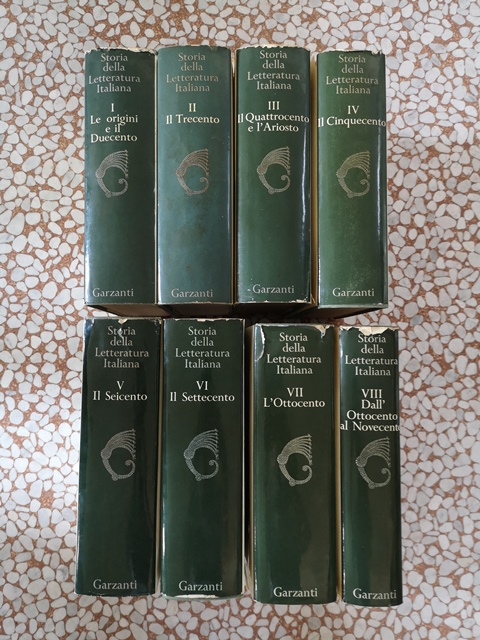 Storia
della
Letteratura
Italiana
I
Le origini
e il
Duecento
Garzanti
Storia
della
Letteratura
Italiana
II
Il Trecento
Garzanti
Storia
della
Letteratura
Italiana
III
Il Quattrocento
e l'Ariosto
Garzanti
Storia
della
Letteratura
Italiana
IV
Il Cinquecento
Garzanti
Storia
della
Letteratura
Italiana
V
Il Seicento
Garzanti
Storia
della
Letteratura
Italiana
VI
Il Settecento
Garzanti
Storia
della
Letteratura
Italiana
VII
L'Ottocento
Garzanti
Storia
della
Letteratura
Italiana
VIII
Dall'
Ottocento
al Novecento
Garzanti